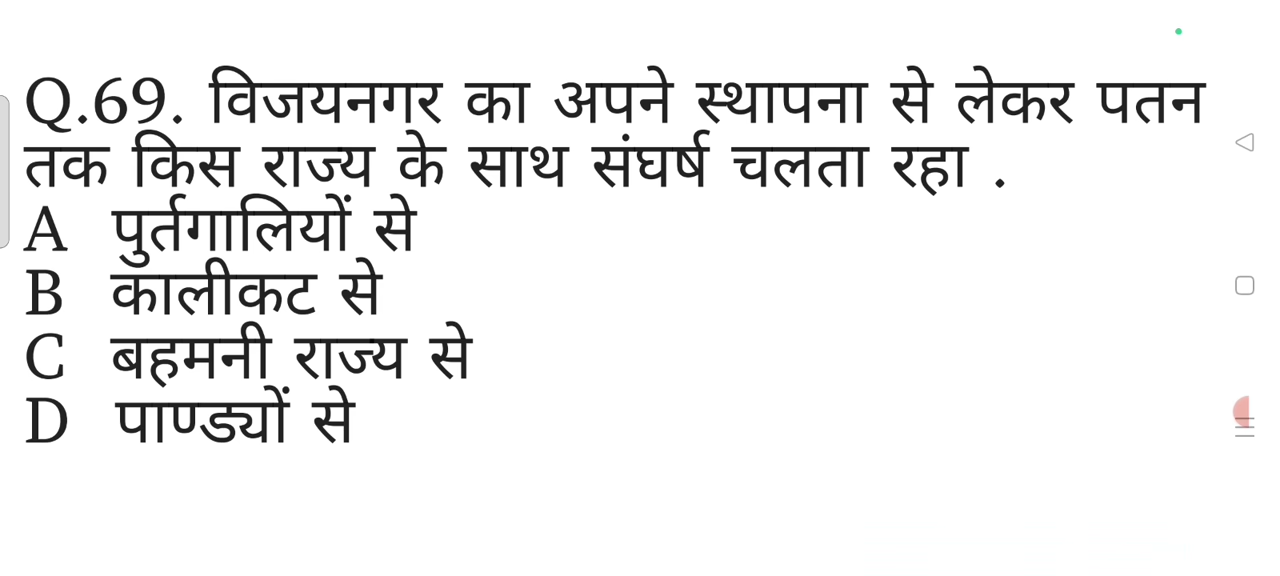 Q.69. विजयनगर का अपने स्थापना से लेकर पतन
तक किस राज्य के साथ संघर्ष चलता रहा .
A पुर्तगालियों से
B कालीकट से
C बहमनी राज्य से
D पाण्ड्यों से